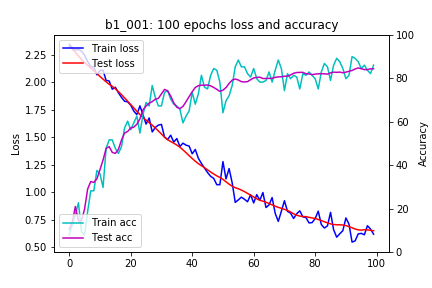 b1_001: 100 epochs loss and accuracy
Train loss
Test loss
Train acc
Test acc
Loss
2.25
2.00
1.75
1.50
1.25
1.00
0.75
0.50
Accuracy
100
80
60
40
20
0
0 20 40 60 80 100